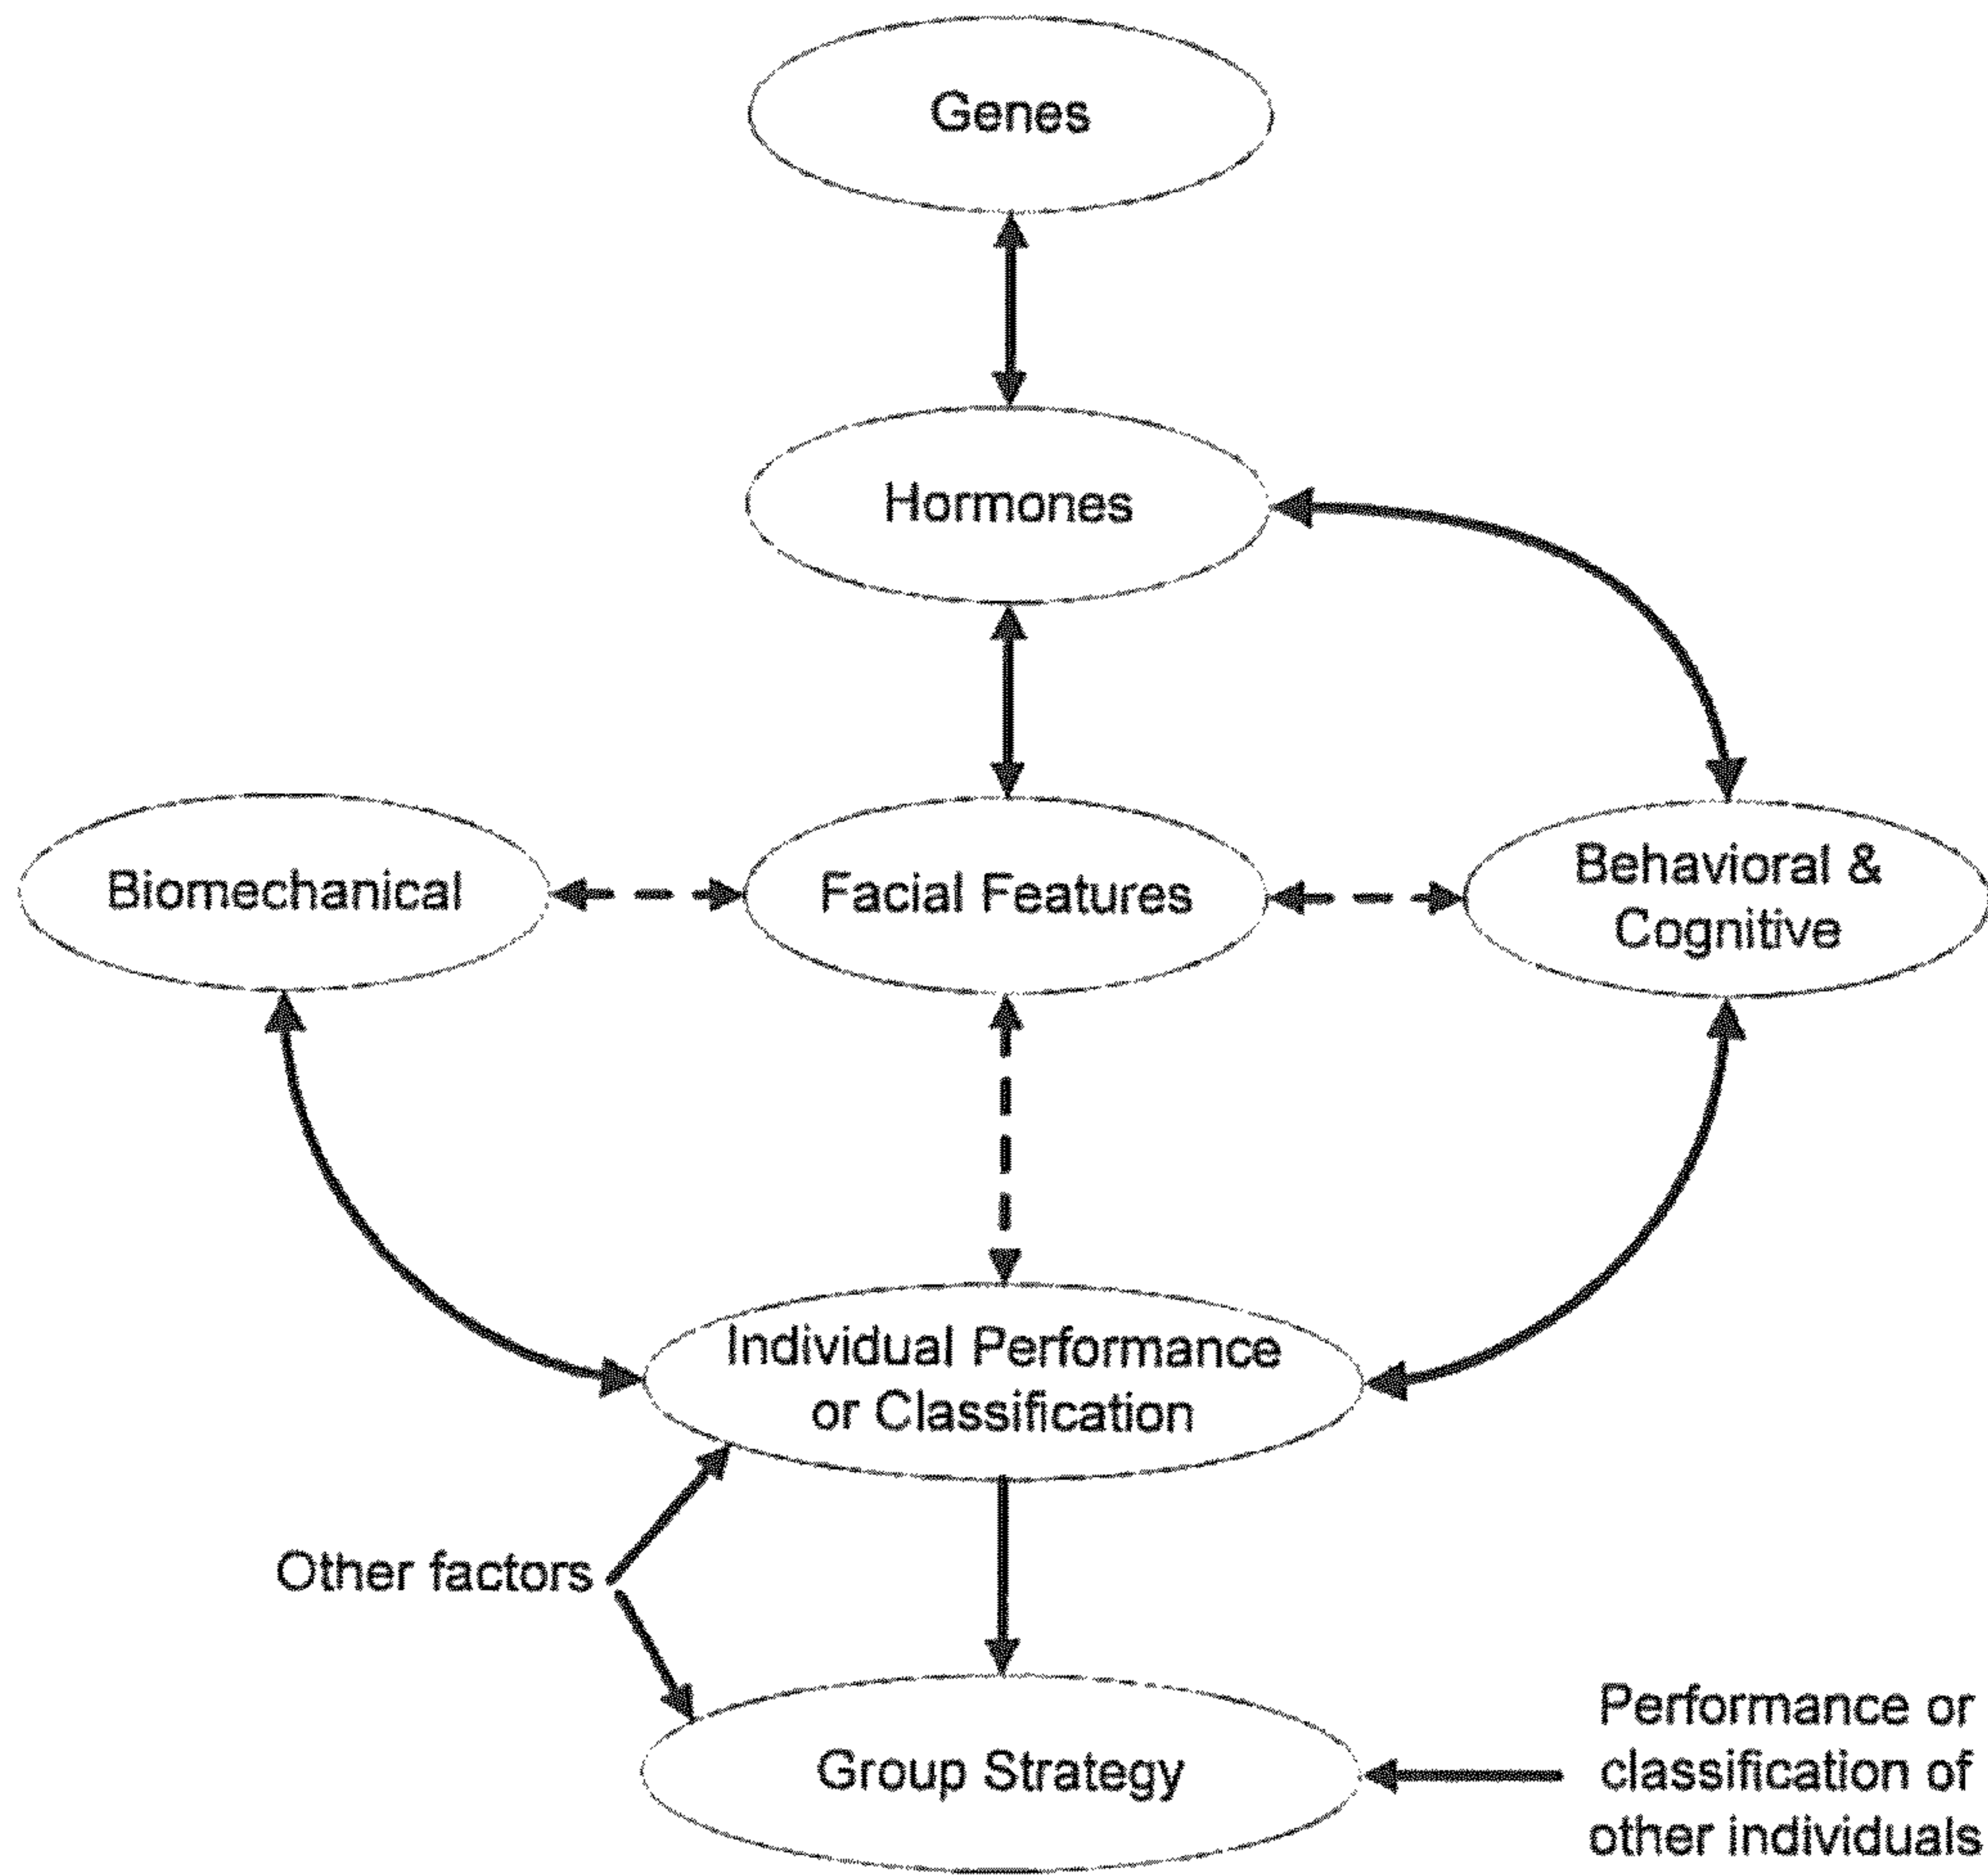 Genes
Hormones
Biomechanical
Facial Features
Behavioral &
Cognitive
Individual Performance
or Classification
Other factors
Group Strategy
Performance or
classification of
other individuals